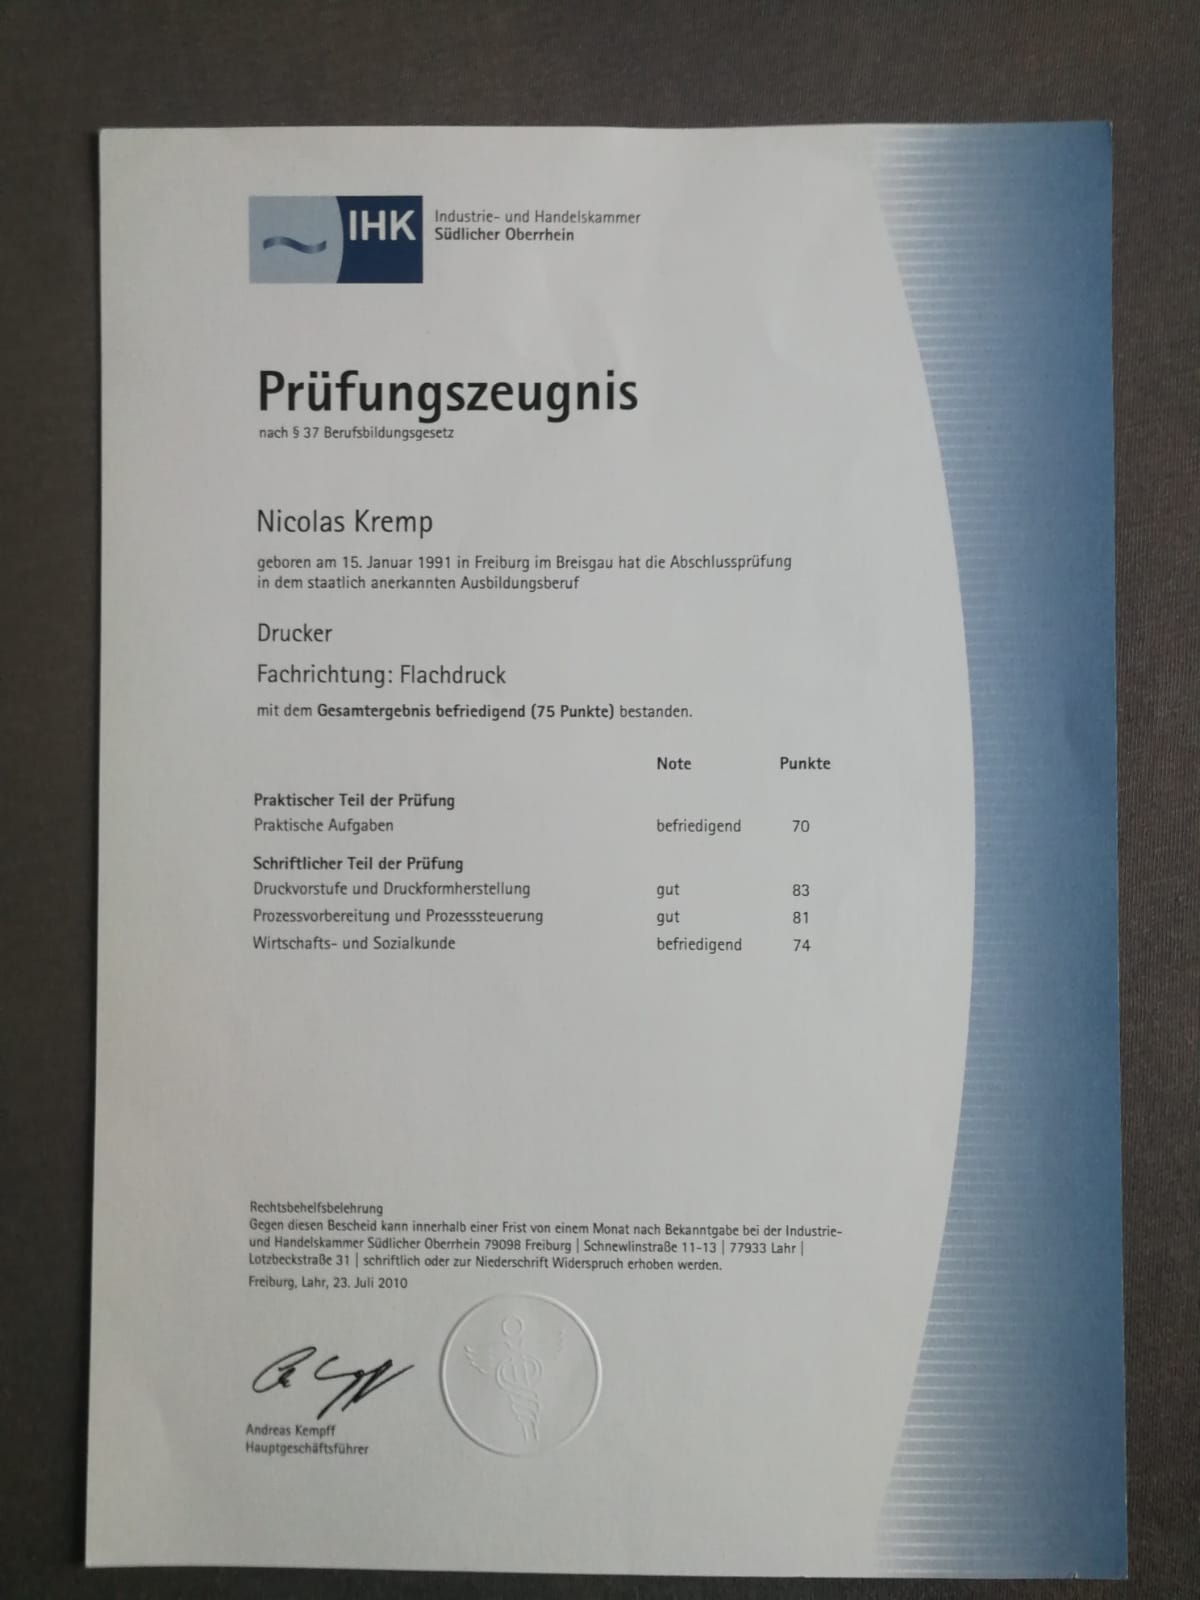 IHK
Industrie- und Handelskammer
Südlicher Oberrhein
Prüfungszeugnis
nach § 37 Berufsbildungsgesetz
Nicolas Kremp
geboren am 15. Januar 1991 in Freiburg im Breisgau hat die Abschlussprüfung
in dem staatlich anerkannten Ausbildungsberuf
Drucker
Fachrichtung: Flachdruck
mit dem Gesamtergebnis befriedigend (75 Punkte) bestanden.
Note Punkte
Praktischer Teil der Prüfung
Praktische Aufgaben befriedigend 70
Schriftlicher Teil der Prüfung
Druckvorstufe und Druckformherstellung gut 83
Prozessvorbereitung und Prozesssteuerung gut 81
Wirtschafts- und Sozialkunde befriedigend 74
Rechtsbehelfsbelehrung
Gegen diesen Bescheid kann innerhalb einer Frist von einem Monat nach Bekanntgabe bei der Industrie-
und Handelskammer Südlicher Oberrhein 79098 Freiburg | Schnewlinstraße 11-13 | 77933 Lahr |
Lotzbeckstraße 31 | schriftlich oder zur Niederschrift Widerspruch erhoben werden.
Freiburg, Lahr, 23. Juli 2010
Andreas Kempff
Hauptgeschäftsführer